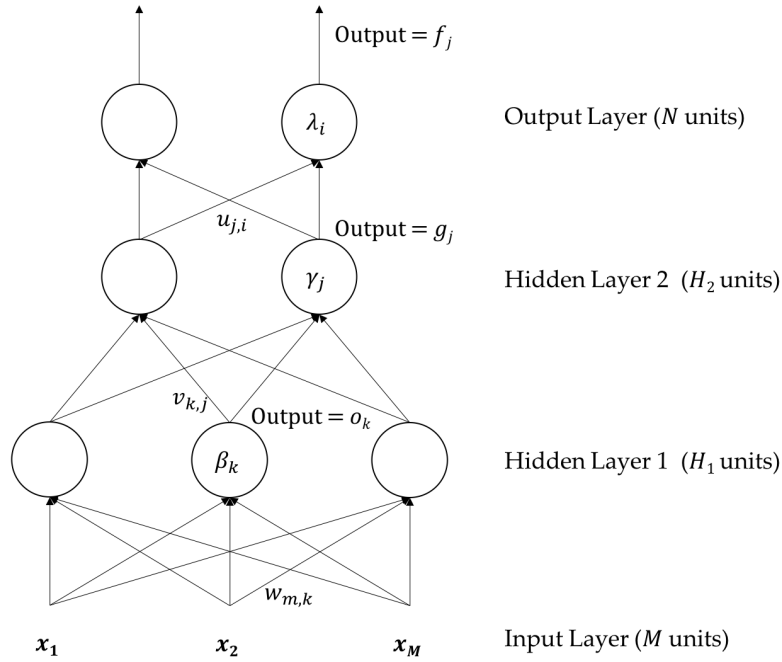 Output = f_j
λ_i
Output Layer (N units)
u_{j,i}
Output = g_j
γ_j
Hidden Layer 2 (H_2 units)
v_{k,j}
Output = o_k
β_k
Hidden Layer 1 (H_1 units)
w_{m,k}
x_1 x_2 x_M Input Layer (M units)